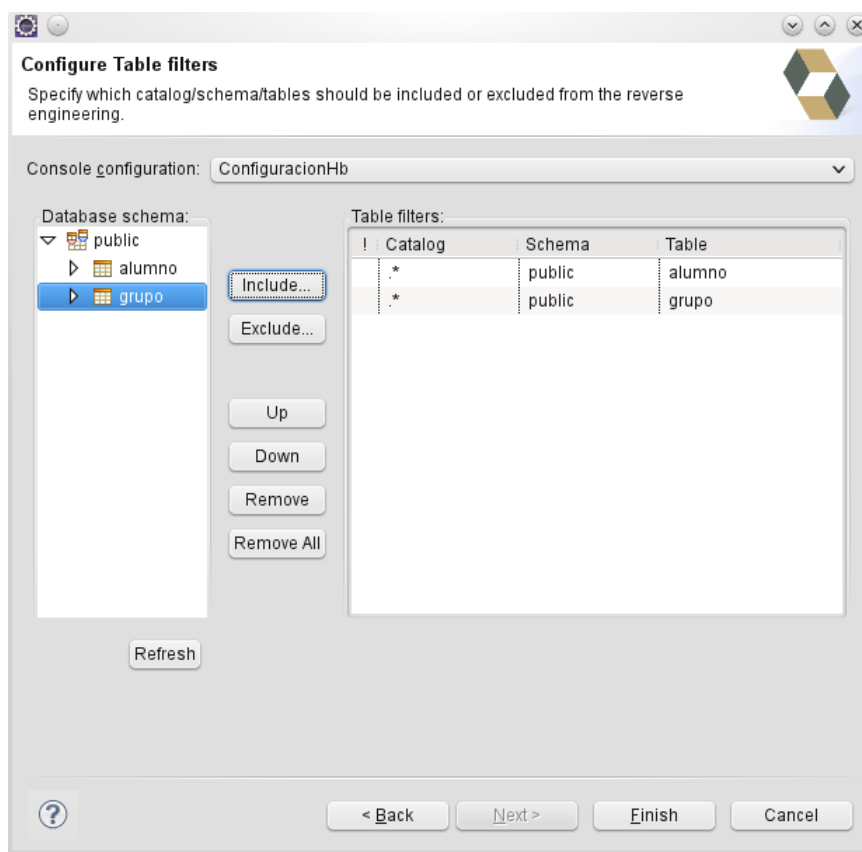 Configure Table filters
Specify which catalog/schema/tables should be included or excluded from the reverse
engineering.
Console configuration: ConfiguracionHb
Database schema:
public
alumno
grupo
Include...
Exclude...
Up
Down
Remove
Remove All
Refresh
Table filters:
! Catalog Schema Table
.* public alumno
.* public grupo
? < Back Next > Finish Cancel